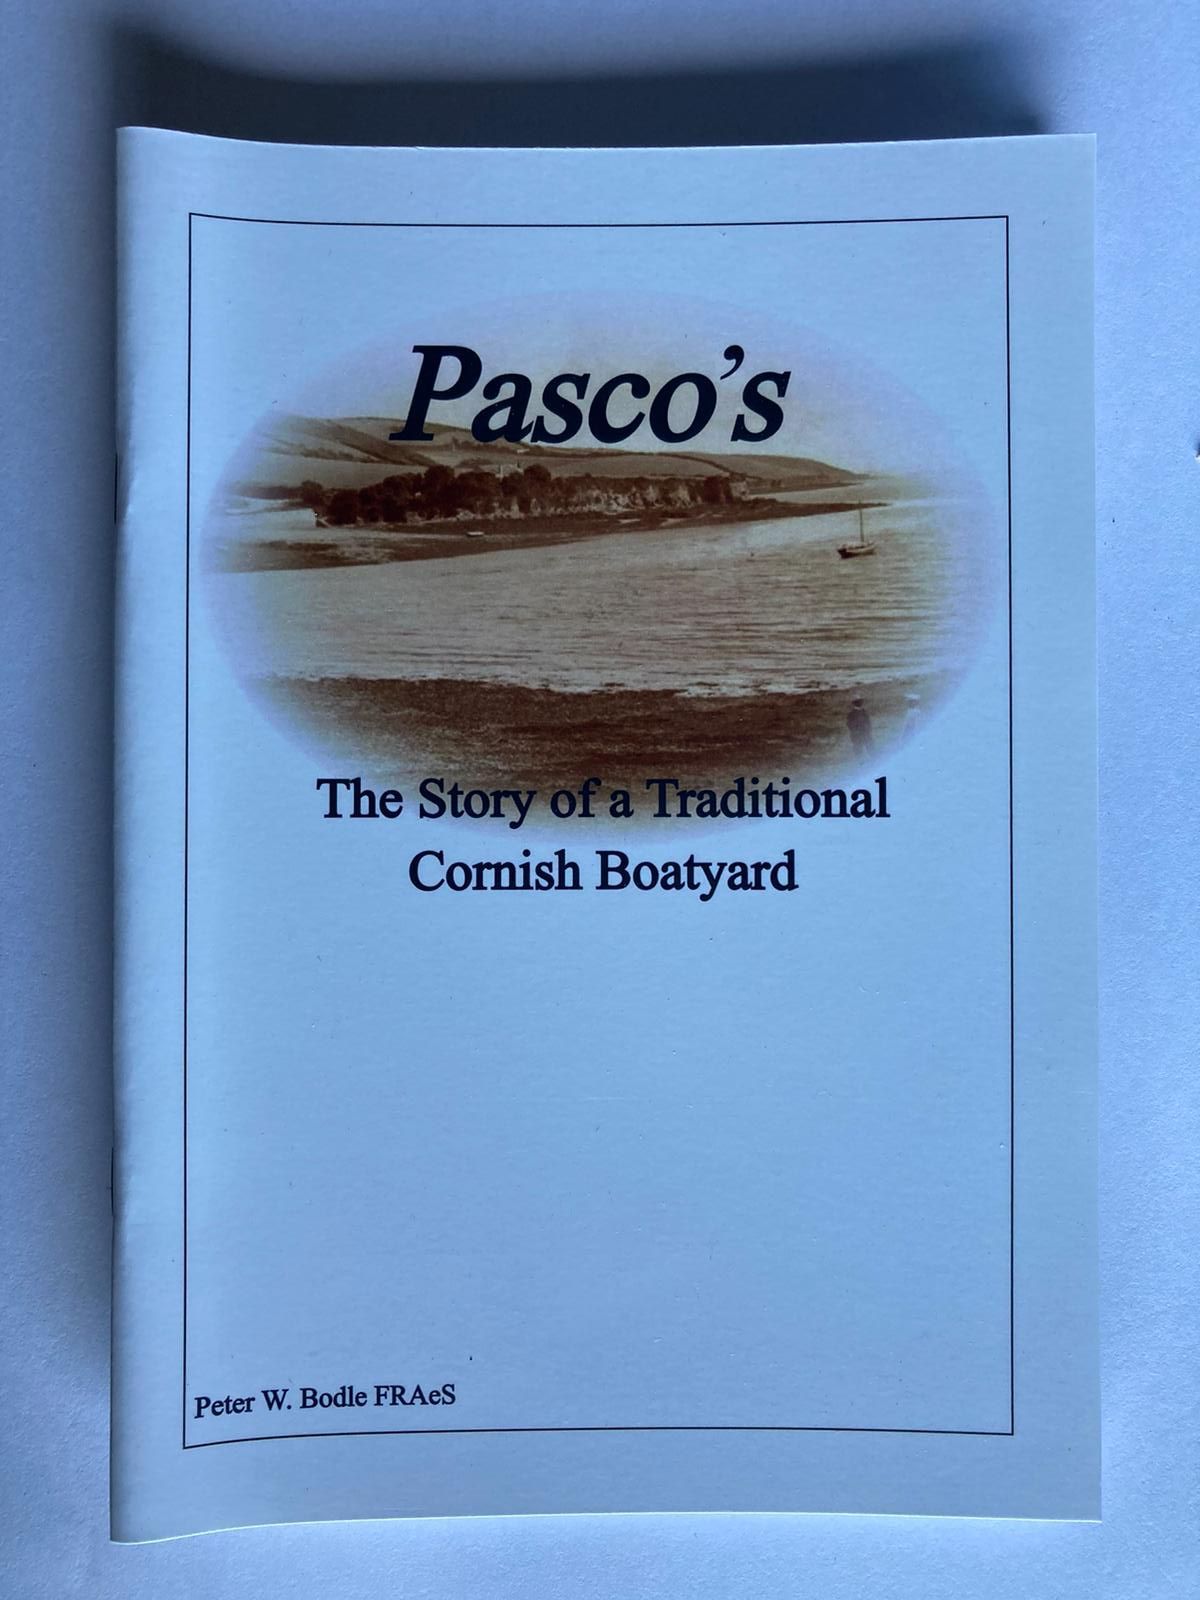 Pasco's
The Story of a Traditional
Cornish Boatyard
Peter W. Bodle FRAeS